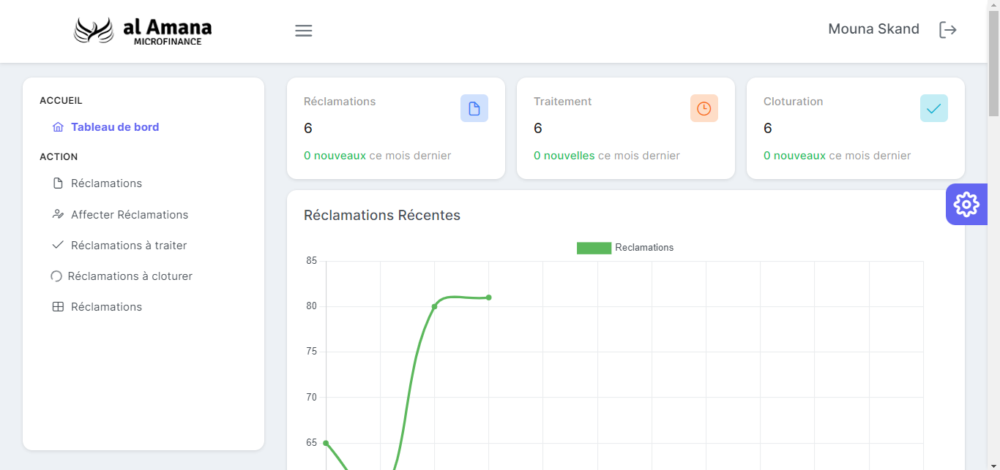 al Amana
MICROFINANCE
Mouna Skand
ACCUEIL
Tableau de bord
ACTION
Réclamations
Affecter Réclamations
Réclamations à traiter
Réclamations à cloturer
Réclamations
Réclamations
6
0 nouveaux ce mois dernier
Traitement
6
0 nouvelles ce mois dernier
Cloturation
6
0 nouveaux ce mois dernier
Réclamations Récentes
Reclamations
85
80
75
70
65